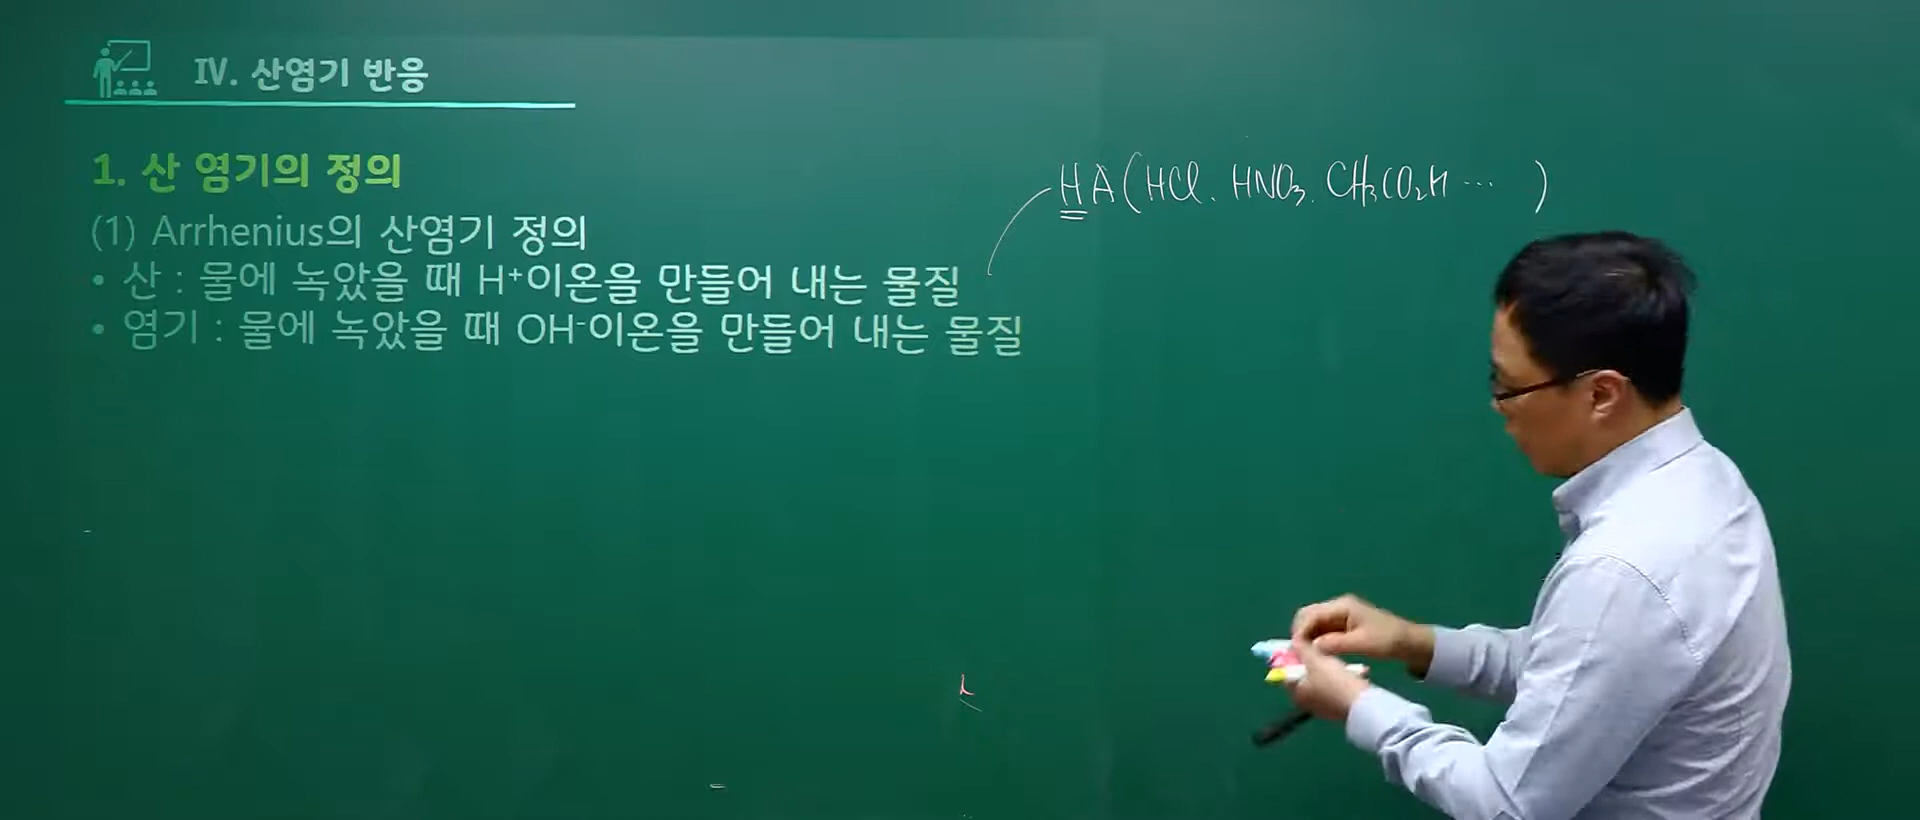 Ⅳ. 산염기 반응
1. 산 염기의 정의
HA(HCl. HNO₃. CH₃CO₂H ··· )
(1) Arrhenius의 산염기 정의
• 산 : 물에 녹았을 때 H⁺이온을 만들어 내는 물질
• 염기 : 물에 녹았을 때 OH⁻이온을 만들어 내는 물질